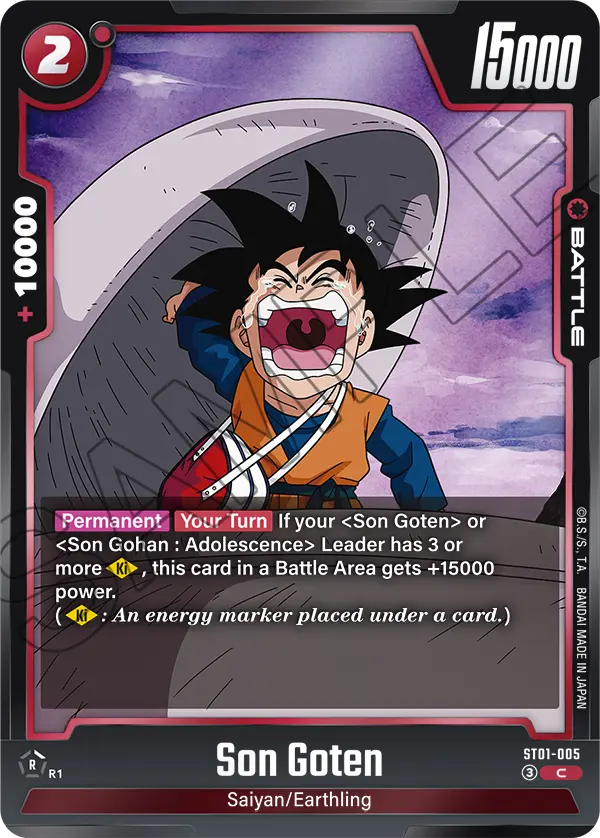 2
15000
+ 10000
BATTLE
SAMPLE
Permanent Your Turn If your <Son Goten> or
<Son Gohan : Adolescence> Leader has 3 or
more Ki, this card in a Battle Area gets +15000
power.
( Ki : An energy marker placed under a card.)
©B.S./S., T.A. BANDAI MADE IN JAPAN
R
R1
Son Goten
ST01-005
3 C
Saiyan/Earthling